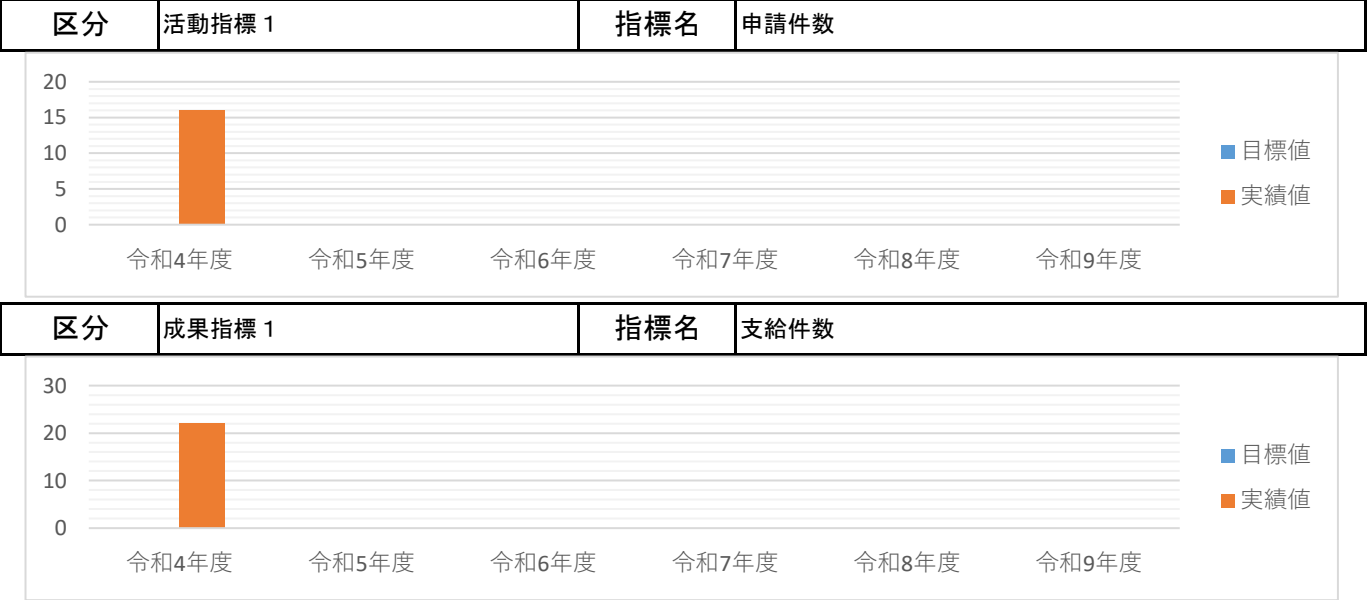 区分 活動指標１ 指標名 申請件数
20
15
10
5
0
令和4年度 令和5年度 令和6年度 令和7年度 令和8年度 令和9年度
目標値
実績値
区分 成果指標１ 指標名 支給件数
30
20
10
0
令和4年度 令和5年度 令和6年度 令和7年度 令和8年度 令和9年度
目標値
実績値